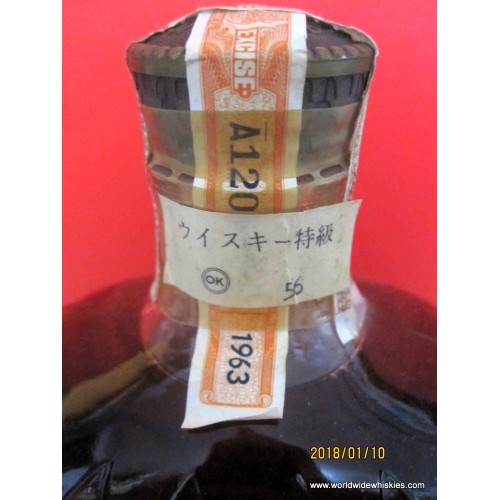 EXCISE
A120
ウイスキー特級
OK
56
1963
2018/01/10
www.worldwidewhiskies.com